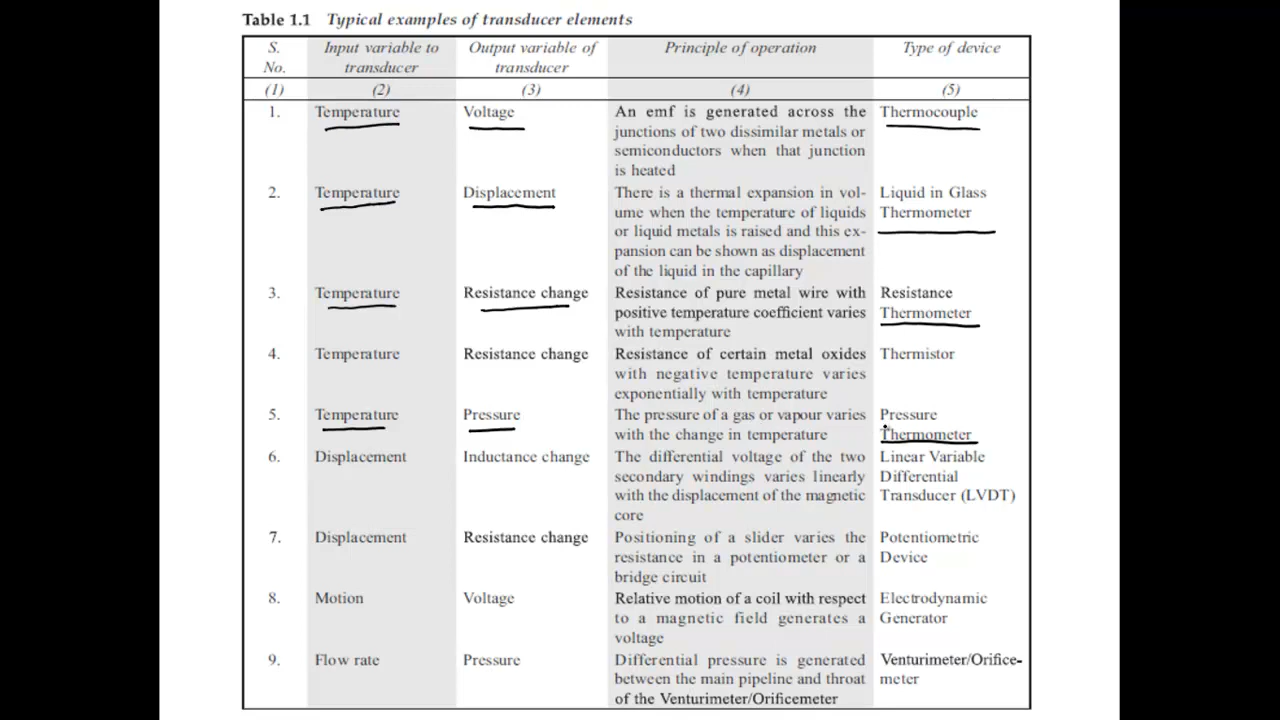 Table 1.1 Typical examples of transducer elements
S. No. Input variable to transducer Output variable of transducer Principle of operation Type of device
(1) (2) (3) (4) (5)
1. Temperature Voltage An emf is generated across the Thermocouple
junctions of two dissimilar metals or
semiconductors when that junction
is heated
2. Temperature Displacement There is a thermal expansion in vol- Liquid in Glass
ume when the temperature of liquids Thermometer
or liquid metals is raised and this ex-
pansion can be shown as displacement
of the liquid in the capillary
3. Temperature Resistance change Resistance of pure metal wire with Resistance
positive temperature coefficient varies Thermometer
with temperature
4. Temperature Resistance change Resistance of certain metal oxides Thermistor
with negative temperature varies
exponentially with temperature
5. Temperature Pressure The pressure of a gas or vapour varies Pressure
with the change in temperature Thermometer
6. Displacement Inductance change The differential voltage of the two Linear Variable
secondary windings varies linearly Differential
with the displacement of the magnetic Transducer (LVDT)
core
7. Displacement Resistance change Positioning of a slider varies the Potentiometric
resistance in a potentiometer or a Device
bridge circuit
8. Motion Voltage Relative motion of a coil with respect Electrodynamic
to a magnetic field generates a Generator
voltage
9. Flow rate Pressure Differential pressure is generated Venturimeter/Orifice-
between the main pipeline and throat meter
of the Venturimeter/Orificemeter